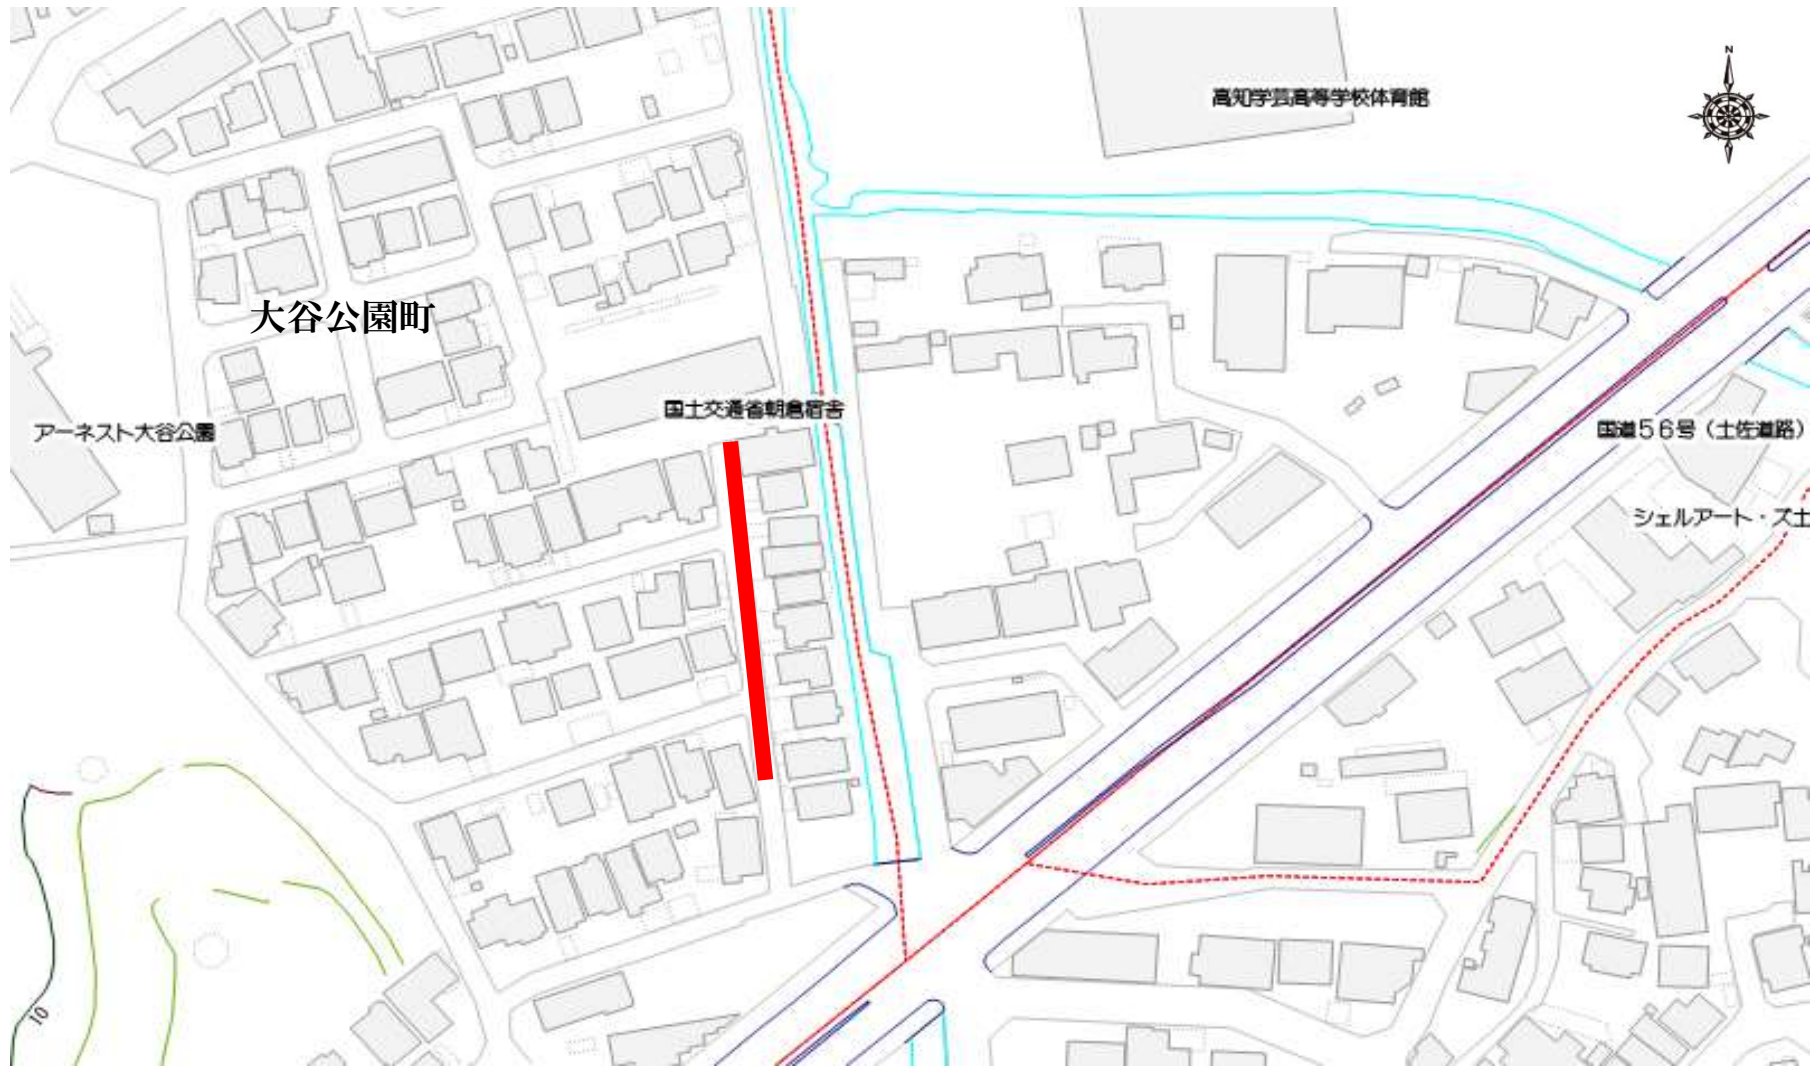 N
高知学芸高等学校体育館
大谷公園町
国土交通省朝倉宿舎
アーネスト大谷公園
国道56号(土佐道路)
シェルアート・ズ土
10